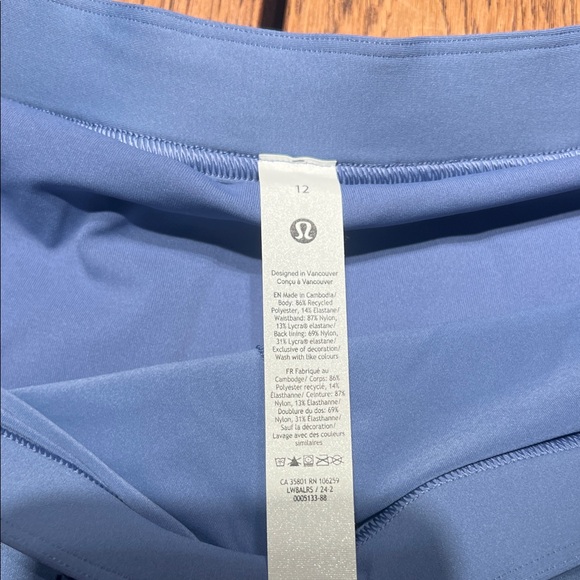 12
Designed in Vancouver
Conçu à Vancouver
EN Made in Cambodia/
Body: 86% Recycled
Polyester, 14% Elastane/
Waistband: 87% Nylon,
13% Lycra® elastane/
Back lining: 69% Nylon,
31% Lycra® elastane/
Exclusive of decoration/
Wash with like colours
FR Fabriqué au
Cambodge/ Corps: 86%
Polyester recyclé, 14%
Élasthanne/ Ceinture: 87%
Nylon, 13% Élasthanne/
Doublure du dos: 69%
Nylon, 31% Élasthanne/
Sauf la décoration/
Lavage avec des couleurs
similaires
CA 35801 RN 106259
LW8ALRS / 24-2
0005133-88